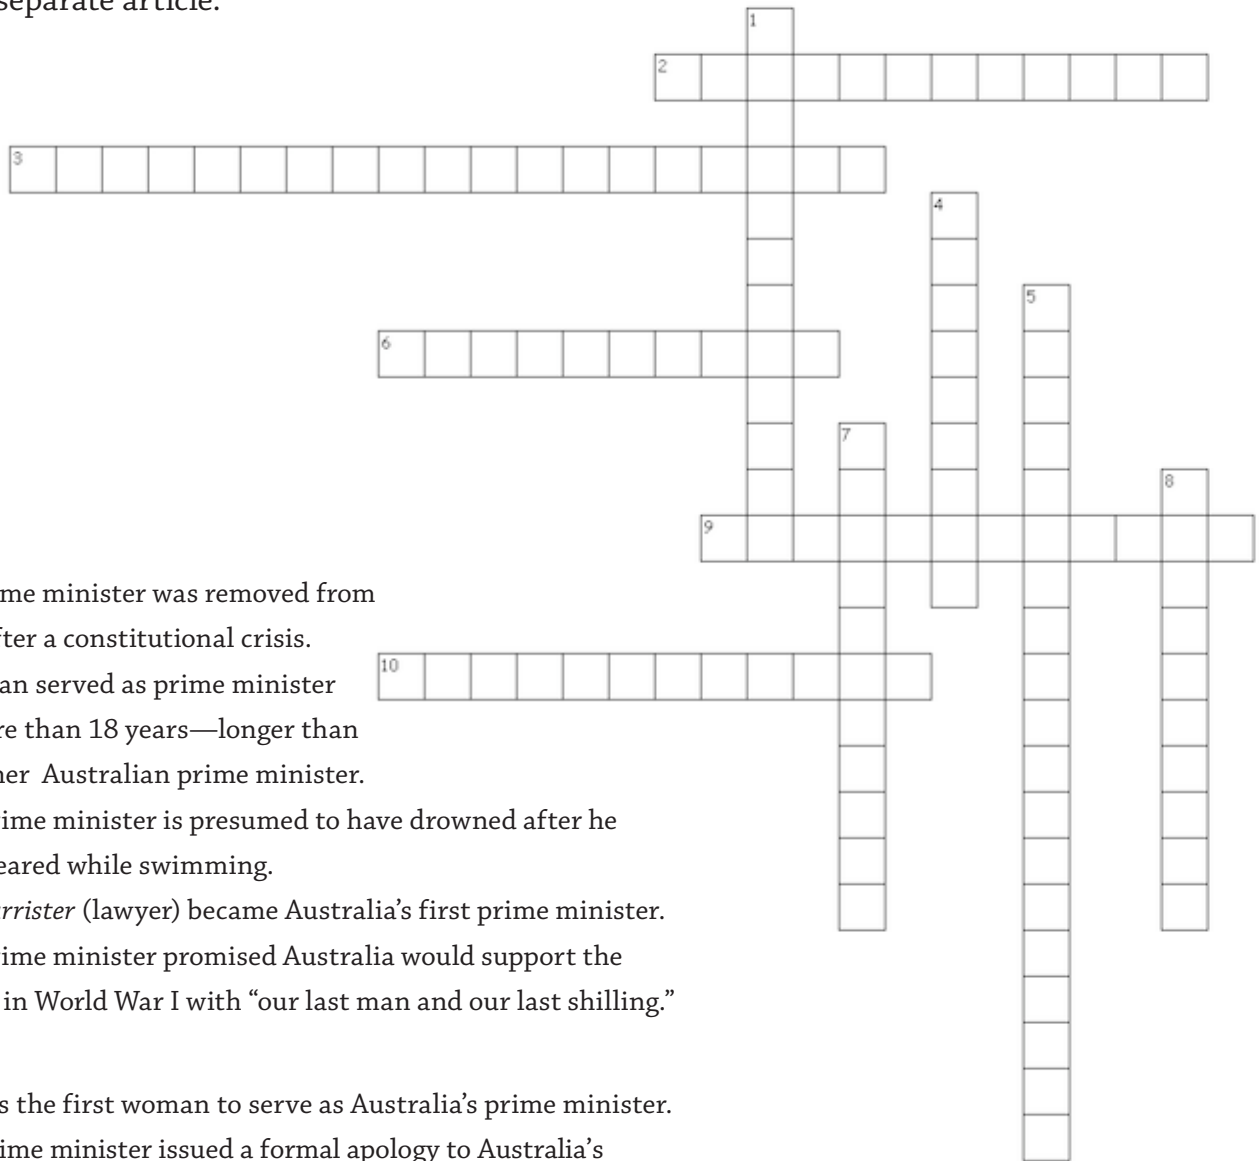 separate article.
1
2
3
4
5
6
7
8
9
ime minister was removed from
fter a constitutional crisis.
10
an served as prime minister
re than 18 years—longer than
her Australian prime minister.
rime minister is presumed to have drowned after he
eared while swimming.
rrister (lawyer) became Australia’s first prime minister.
rime minister promised Australia would support the
in World War I with “our last man and our last shilling.”
s the first woman to serve as Australia’s prime minister.
rime minister issued a formal apology to Australia’s